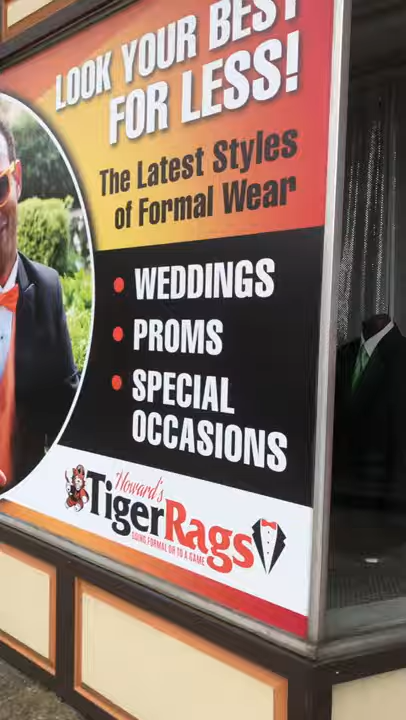 LOOK YOUR BEST
FOR LESS!
The Latest Styles
of Formal Wear
• WEDDINGS
• PROMS
• SPECIAL
OCCASIONS
Howard's
TigerRags
GOING FORMAL OR TO A GAME